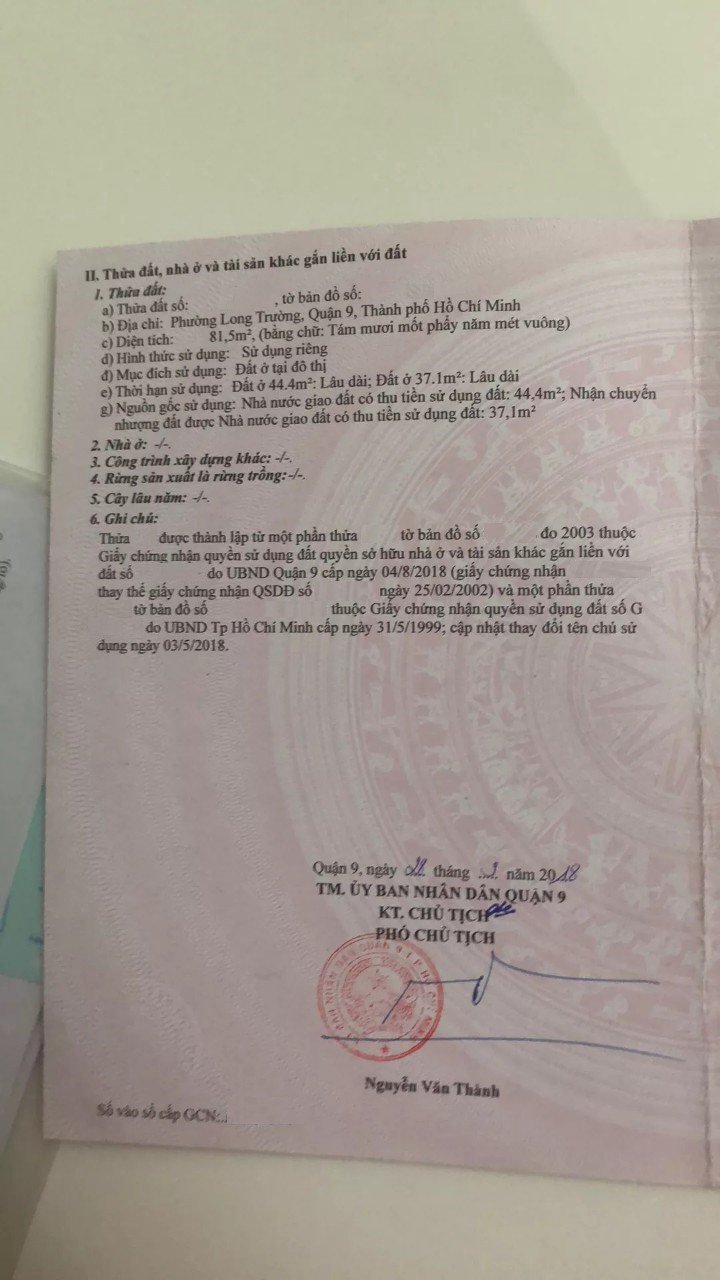 II. Thửa đất, nhà ở và tài sản khác gắn liền với đất
1. Thửa đất:
a) Thửa đất số: , tờ bản đồ số:
b) Địa chỉ: Phường Long Trường, Quận 9, Thành phố Hồ Chí Minh
c) Diện tích: 81,5m², (bằng chữ: Tám mươi mốt phẩy năm mét vuông)
d) Hình thức sử dụng: Sử dụng riêng
đ) Mục đích sử dụng: Đất ở tại đô thị
e) Thời hạn sử dụng: Đất ở 44.4m²: Lâu dài; Đất ở 37.1m²: Lâu dài
g) Nguồn gốc sử dụng: Nhà nước giao đất có thu tiền sử dụng đất: 44,4m²; Nhận chuyển
nhượng đất được Nhà nước giao đất có thu tiền sử dụng đất: 37,1m²
2. Nhà ở: -/-.
3. Công trình xây dựng khác: -/-.
4. Rừng sản xuất là rừng trồng:-/-.
5. Cây lâu năm: -/-.
6. Ghi chú:
Thửa được thành lập từ một phần thửa tờ bản đồ số đo 2003 thuộc
Giấy chứng nhận quyền sử dụng đất quyền sở hữu nhà ở và tài sản khác gắn liền với
đất số do UBND Quận 9 cấp ngày 04/8/2018 (giấy chứng nhận
thay thế giấy chứng nhận QSDĐ số ngày 25/02/2002) và một phần thửa
tờ bản đồ số thuộc Giấy chứng nhận quyền sử dụng đất số G
do UBND Tp Hồ Chí Minh cấp ngày 31/5/1999; cập nhật thay đổi tên chủ sử
dụng ngày 03/5/2018.
Quận 9, ngày tháng năm 2018
TM. ỦY BAN NHÂN DÂN QUẬN 9
KT. CHỦ TỊCH
PHÓ CHỦ TỊCH
Nguyễn Văn Thành
Số vào sổ cấp GCN: